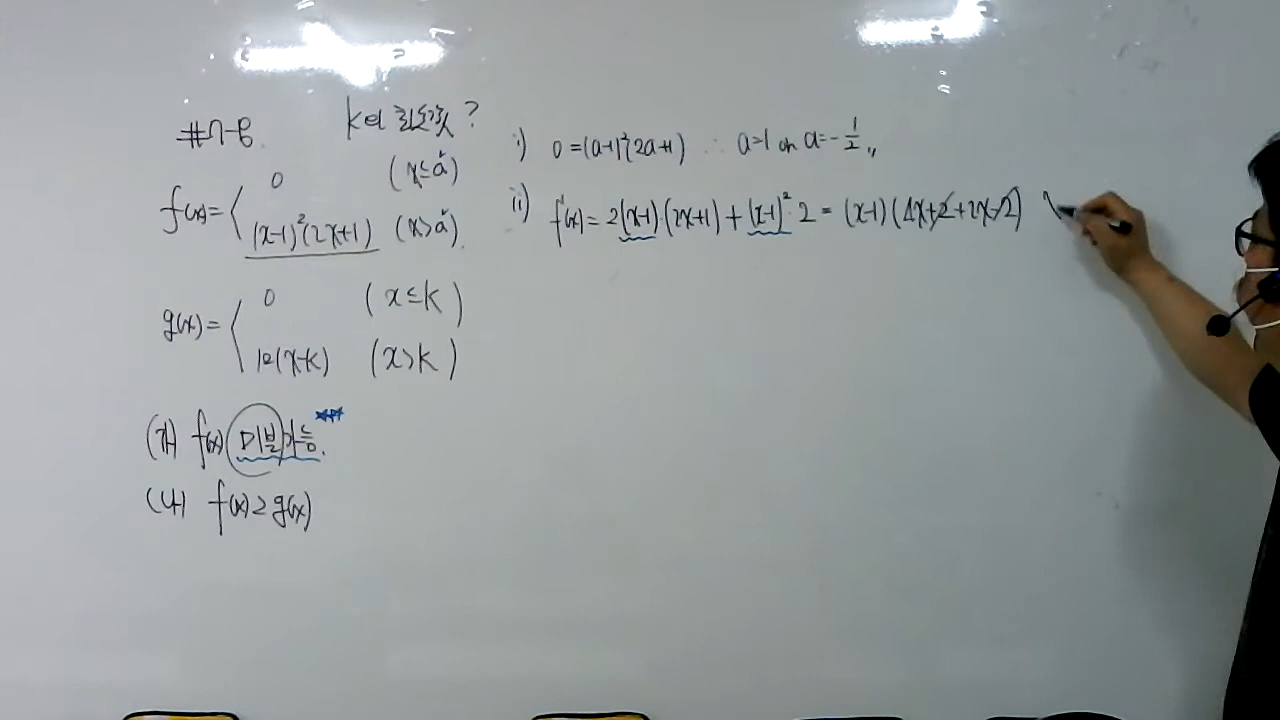 #7-8. k의 최솟값?
f(x)= { 0 (x≤a)
(x-1)²(2x+1) (x>a)
g(x)= { 0 (x≤k)
12(x-k) (x>k)
(가) f(x) 미분가능.
(나) f(x)≥g(x)
i) 0=(a-1)²(2a+1) ∴ a=1 or a=-1/2
ii) f'(x)=2(x-1)(2x+1)+(x-1)²·2=(x-1)(4x+2+2x-2)